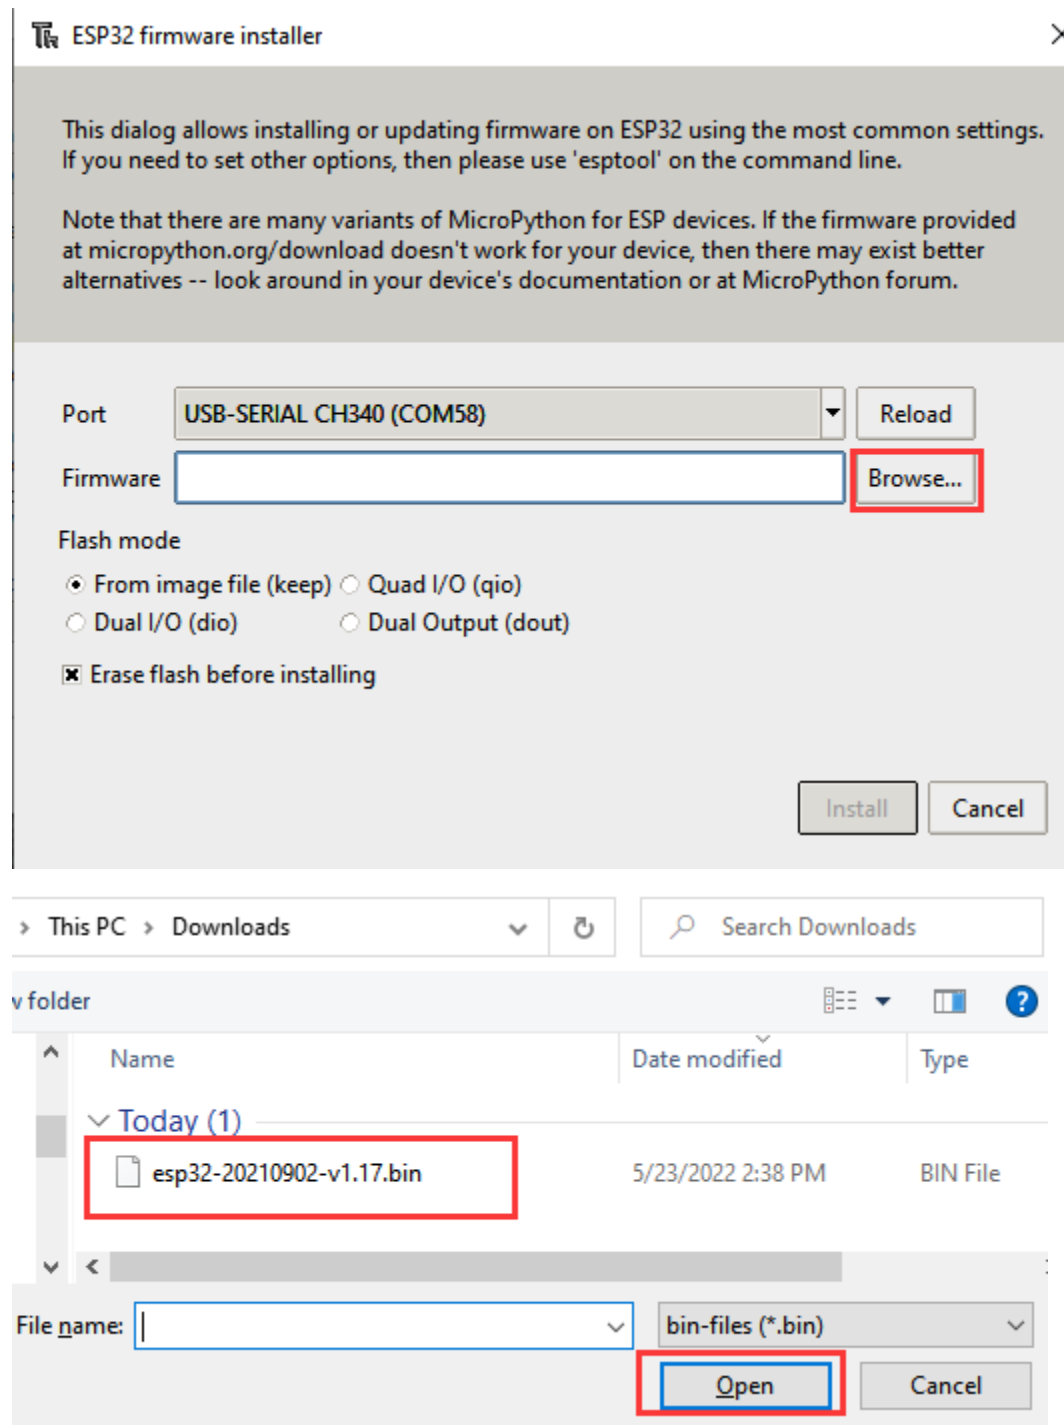 ESP32 firmware installer
This dialog allows installing or updating firmware on ESP32 using the most common settings.
If you need to set other options, then please use 'esptool' on the command line.
Note that there are many variants of MicroPython for ESP devices. If the firmware provided
at micropython.org/download doesn't work for your device, then there may exist better
alternatives -- look around in your device's documentation or at MicroPython forum.
Port USB-SERIAL CH340 (COM58) Reload
Firmware Browse...
Flash mode
From image file (keep) Quad I/O (qio)
Dual I/O (dio) Dual Output (dout)
Erase flash before installing
Install Cancel
This PC > Downloads Search Downloads
w folder
Name Date modified Type
Today (1)
esp32-20210902-v1.17.bin 5/23/2022 2:38 PM BIN File
File name: bin-files (*.bin)
Open Cancel